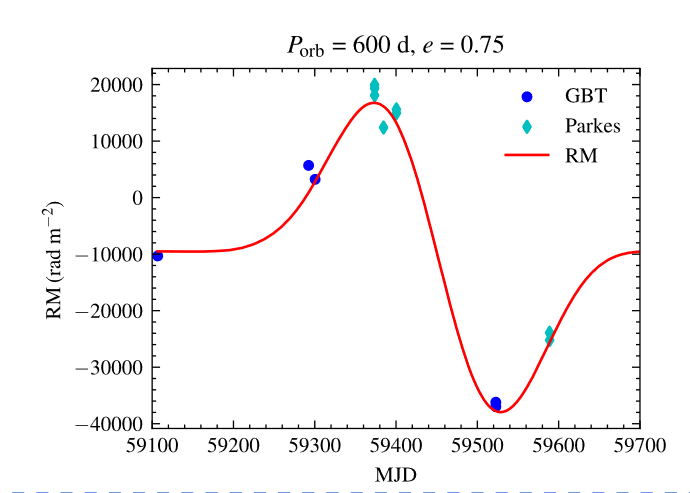 P_orb = 600 d, e = 0.75
20000
10000
0
−10000
−20000
−30000
−40000
RM (rad m⁻²)
GBT
Parkes
RM
59100 59200 59300 59400 59500 59600 59700
MJD